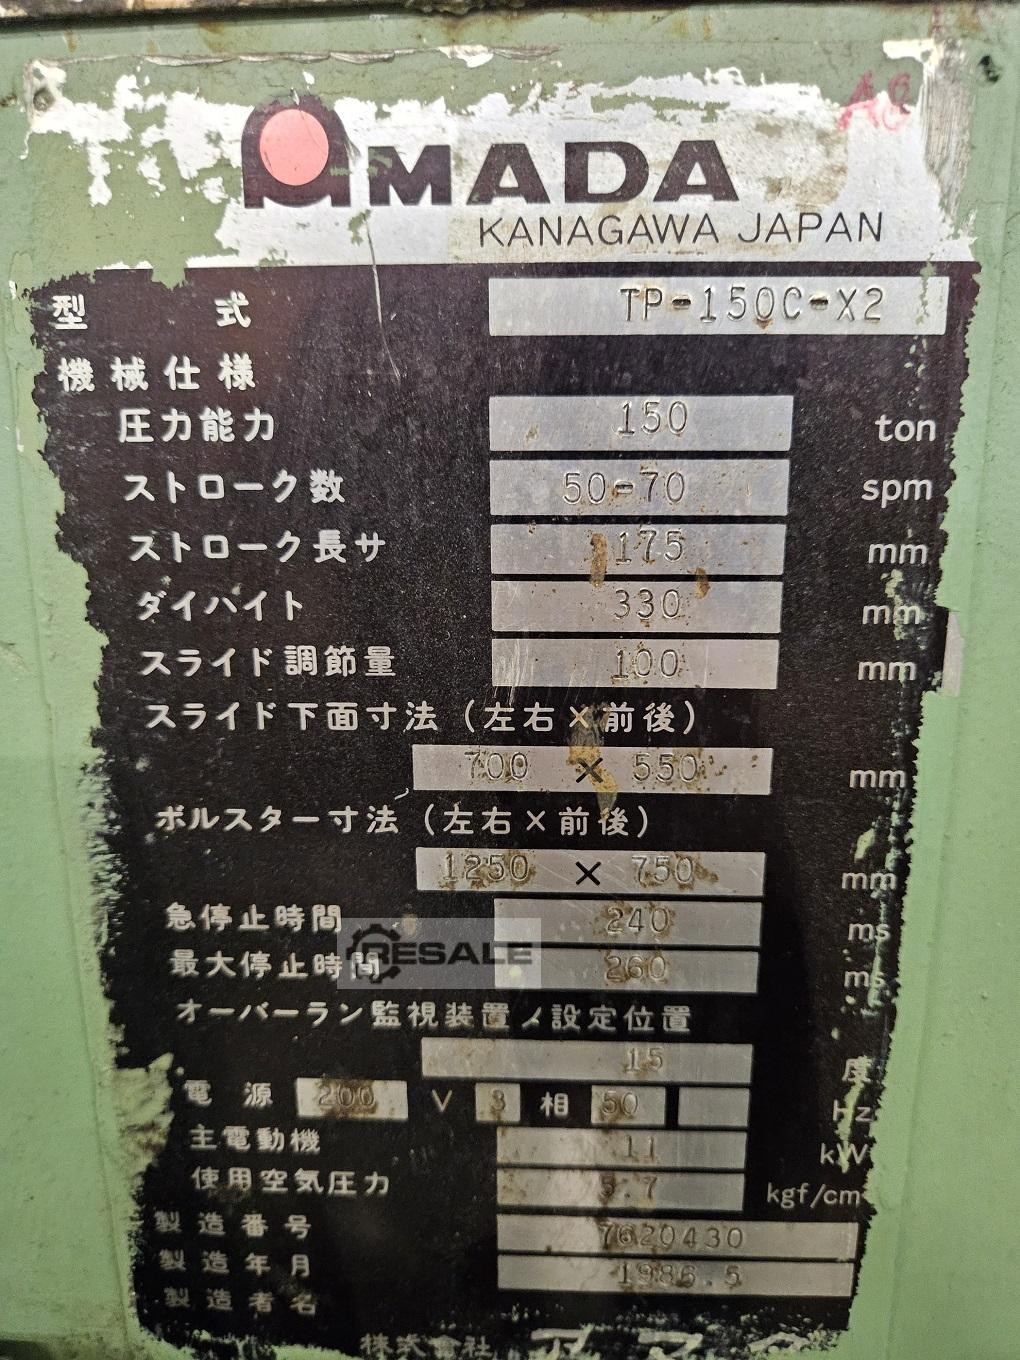 AMADA
KANAGAWA JAPAN
A8
型 式 TP-150C-X2
機械仕様
圧力能力 150 ton
ストローク数 50-70 spm
ストローク長サ 175 mm
ダイハイト 330 mm
スライド調節量 100 mm
スライド下面寸法(左右×前後)
700 × 550 mm
ボルスター寸法(左右×前後)
1250 × 750 mm
急停止時間 240 ms
RESALE
最大停止時間 260 ms
オーバーラン監視装置ノ設定位置
15 度
電源 200 V 3 相 50 Hz
主電動機 11 kW
使用空気圧力 5.7 kgf/cm
製造番号 7620430
製造年月 1986.5
製造者名
株式会社 アマダ